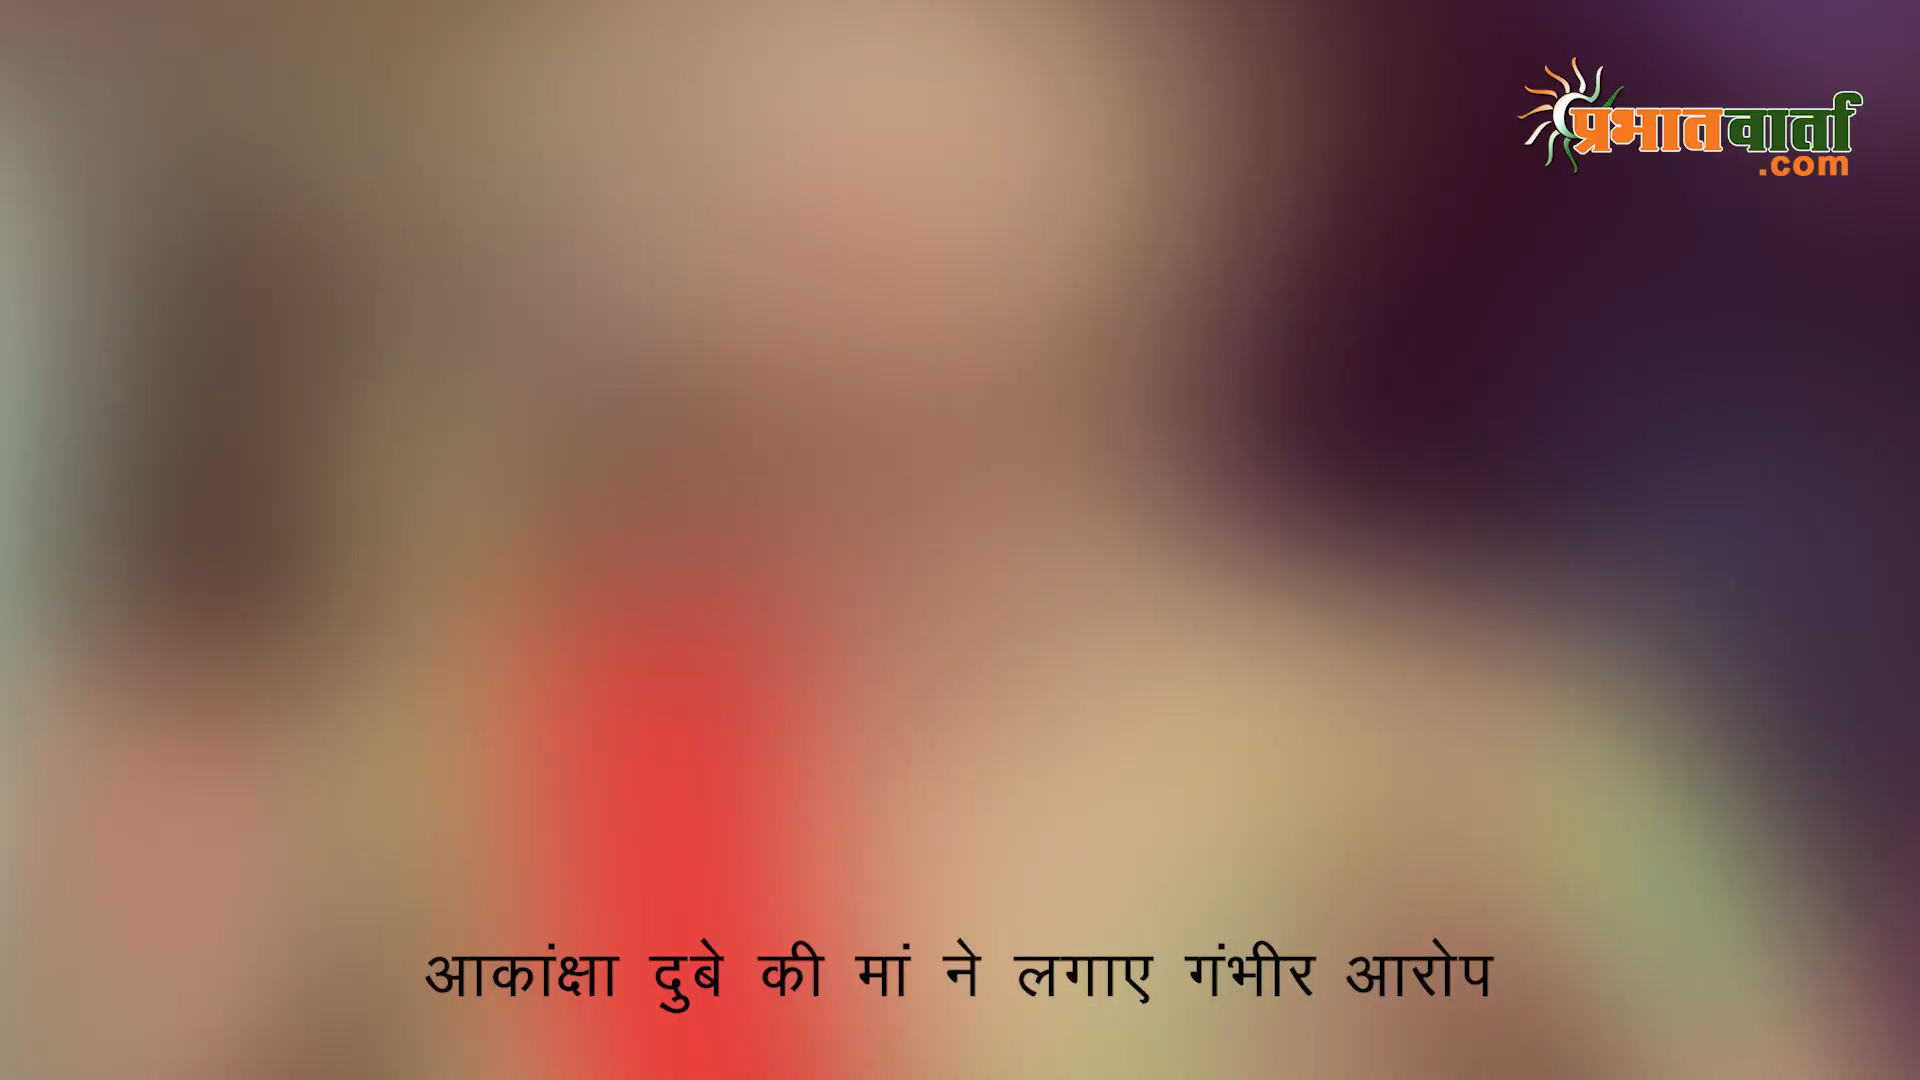 प्रभातवार्ता
.com
आकांक्षा दुबे की मां ने लगाए गंभीर आरोप